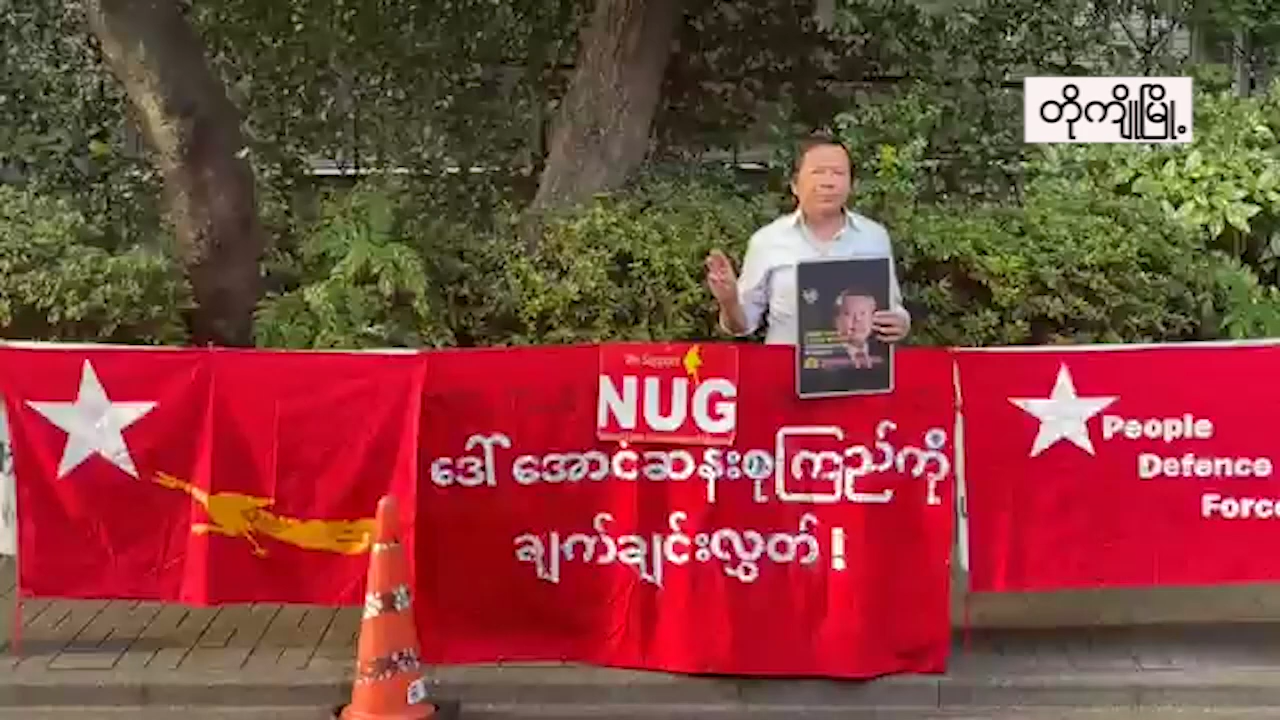 တိုကျိုမြို့
We Support
NUG
ဒေါ် အောင်ဆန်းစုကြည်ကို
ချက်ချင်းလွှတ် !
People
Defence
Force